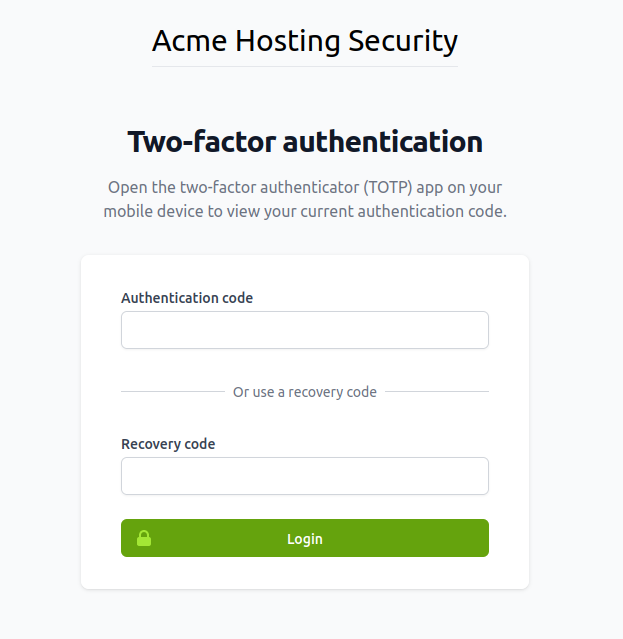 Acme Hosting Security
Two-factor authentication
Open the two-factor authenticator (TOTP) app on your
mobile device to view your current authentication code.
Authentication code
Or use a recovery code
Recovery code
Login